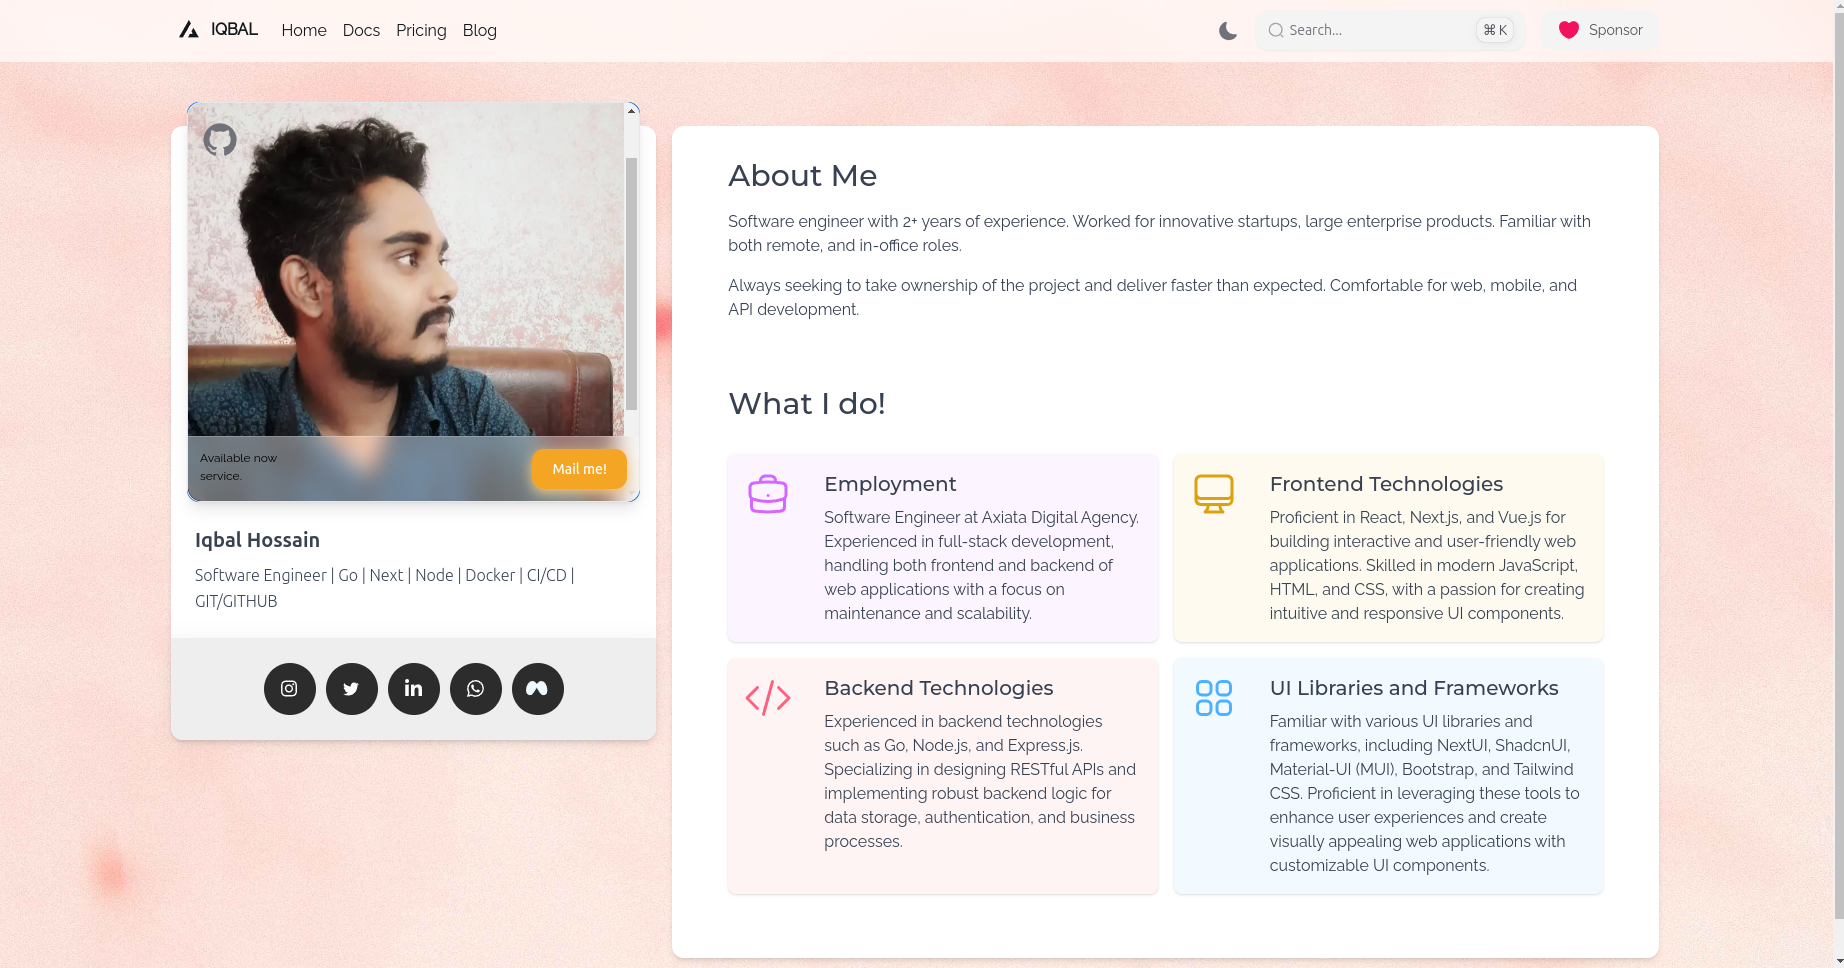 IQBAL
Home
Docs
Pricing
Blog
Search...
⌘ K
Sponsor
Available now
service.
Mail me!
Iqbal Hossain
Software Engineer | Go | Next | Node | Docker | CI/CD |
GIT/GITHUB
About Me
Software engineer with 2+ years of experience. Worked for innovative startups, large enterprise products. Familiar with
both remote, and in-office roles.
Always seeking to take ownership of the project and deliver faster than expected. Comfortable for web, mobile, and
API development.
What I do!
Employment
Software Engineer at Axiata Digital Agency.
Experienced in full-stack development,
handling both frontend and backend of
web applications with a focus on
maintenance and scalability.
Frontend Technologies
Proficient in React, Next.js, and Vue.js for
building interactive and user-friendly web
applications. Skilled in modern JavaScript,
HTML, and CSS, with a passion for creating
intuitive and responsive UI components.
Backend Technologies
Experienced in backend technologies
such as Go, Node.js, and Express.js.
Specializing in designing RESTful APIs and
implementing robust backend logic for
data storage, authentication, and business
processes.
UI Libraries and Frameworks
Familiar with various UI libraries and
frameworks, including NextUI, ShadcnUI,
Material-UI (MUI), Bootstrap, and Tailwind
CSS. Proficient in leveraging these tools to
enhance user experiences and create
visually appealing web applications with
customizable UI components.